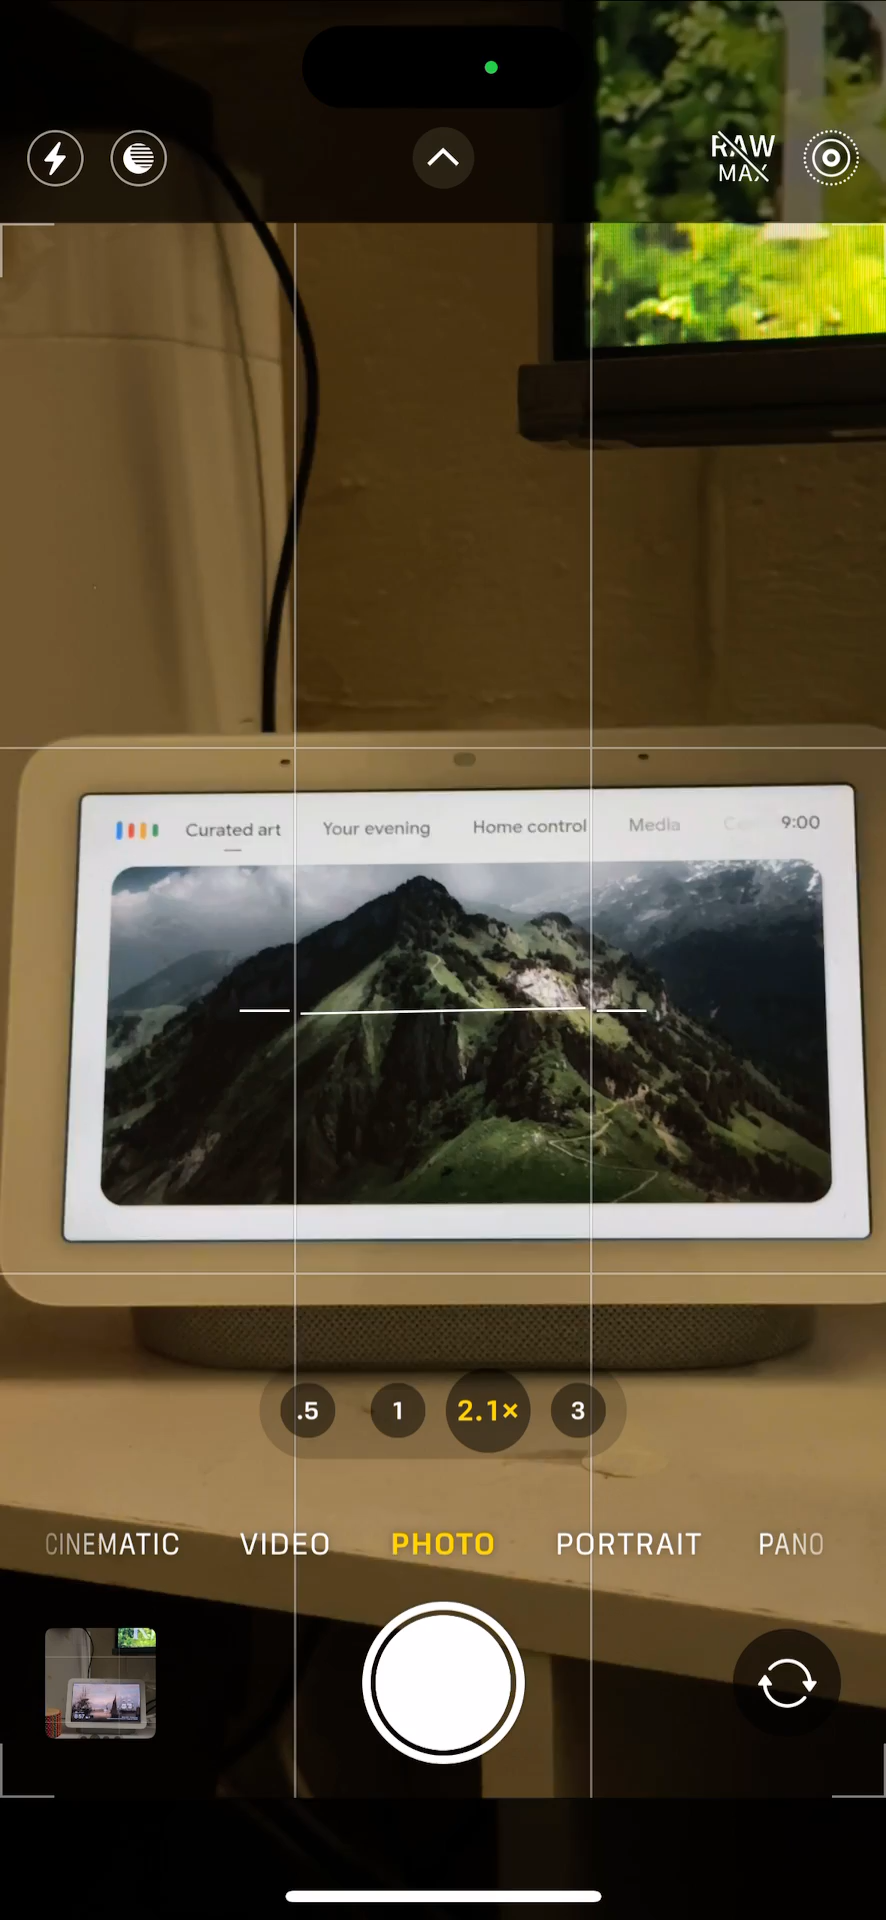 RAW
MAX
Curated art Your evening Home control Media 9:00
.5 1 2.1× 3
CINEMATIC VIDEO PHOTO PORTRAIT PANO